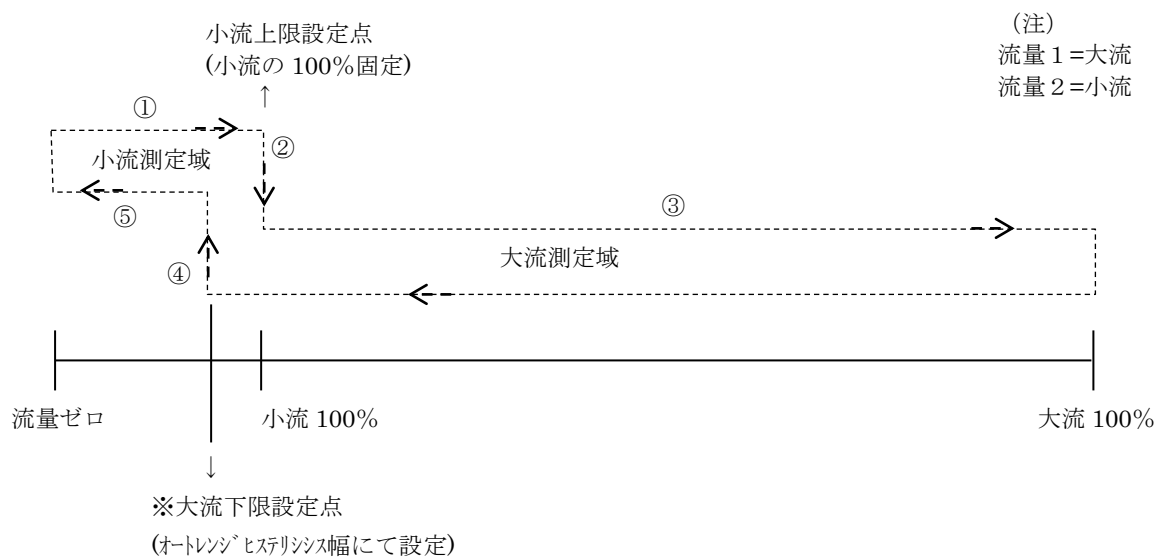 小流上限設定点
(小流の 100%固定)
↑
(注)
流量1=大流
流量2=小流
①
②
小流測定域
⑤
③
大流測定域
④
流量ゼロ
小流 100%
大流 100%
↓
※大流下限設定点
(ｵｰﾄﾚﾝｼﾞﾋｽﾃﾘｼｼｽ幅にて設定)